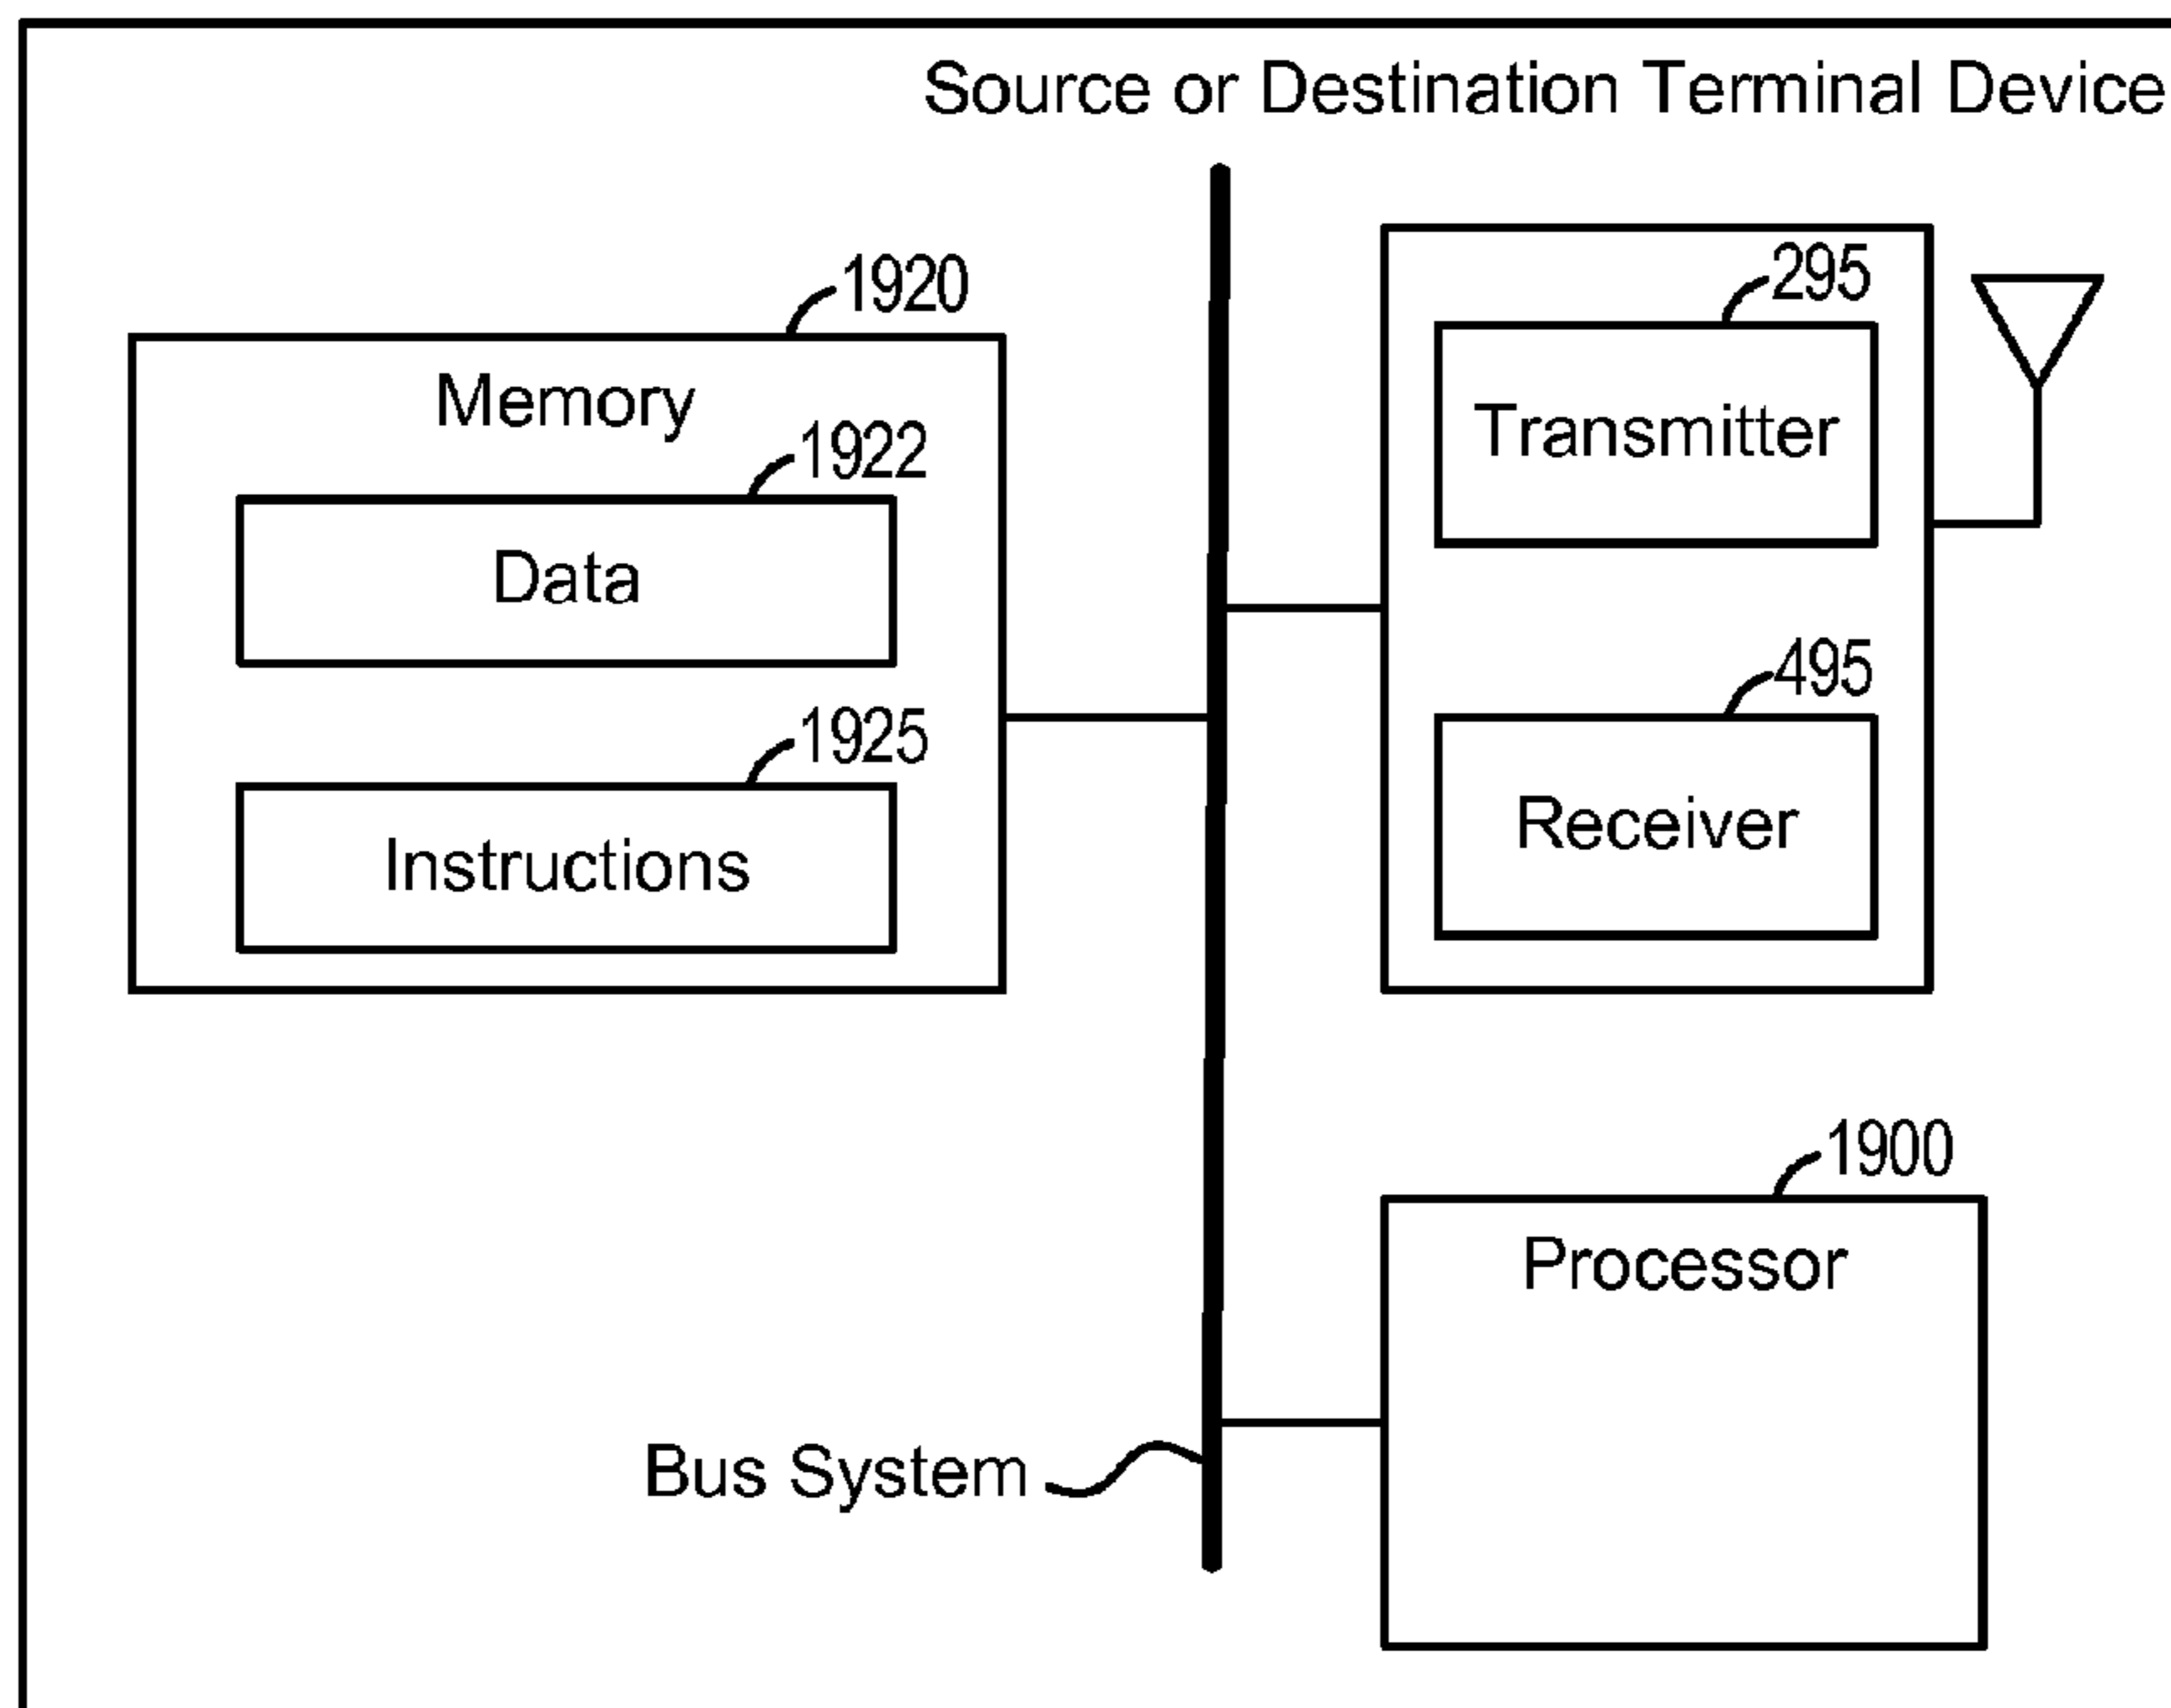 Source or Destination Terminal Device
1920
Memory
1922
Data
1925
Instructions
295
Transmitter
495
Receiver
1900
Processor
Bus System